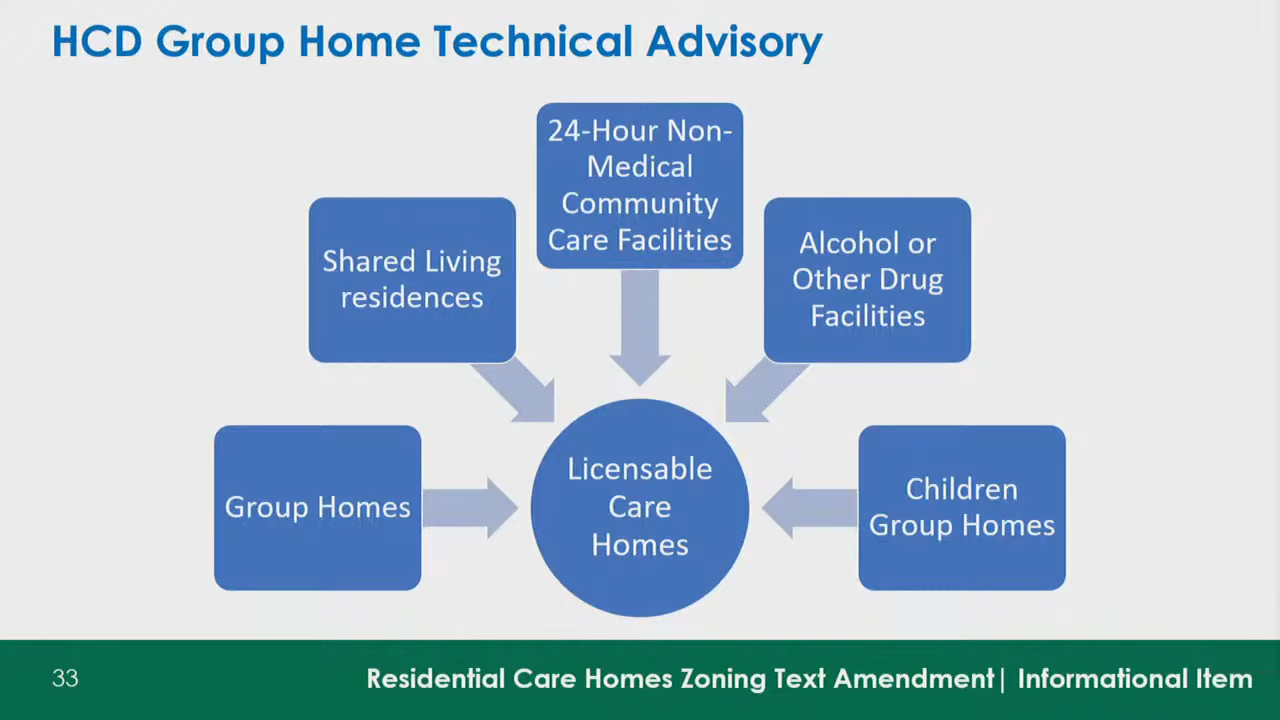 HCD Group Home Technical Advisory
24-Hour Non-
Medical
Community
Care Facilities
Shared Living
residences
Alcohol or
Other Drug
Facilities
Group Homes
Licensable
Care
Homes
Children
Group Homes
33
Residential Care Homes Zoning Text Amendment| Informational Item